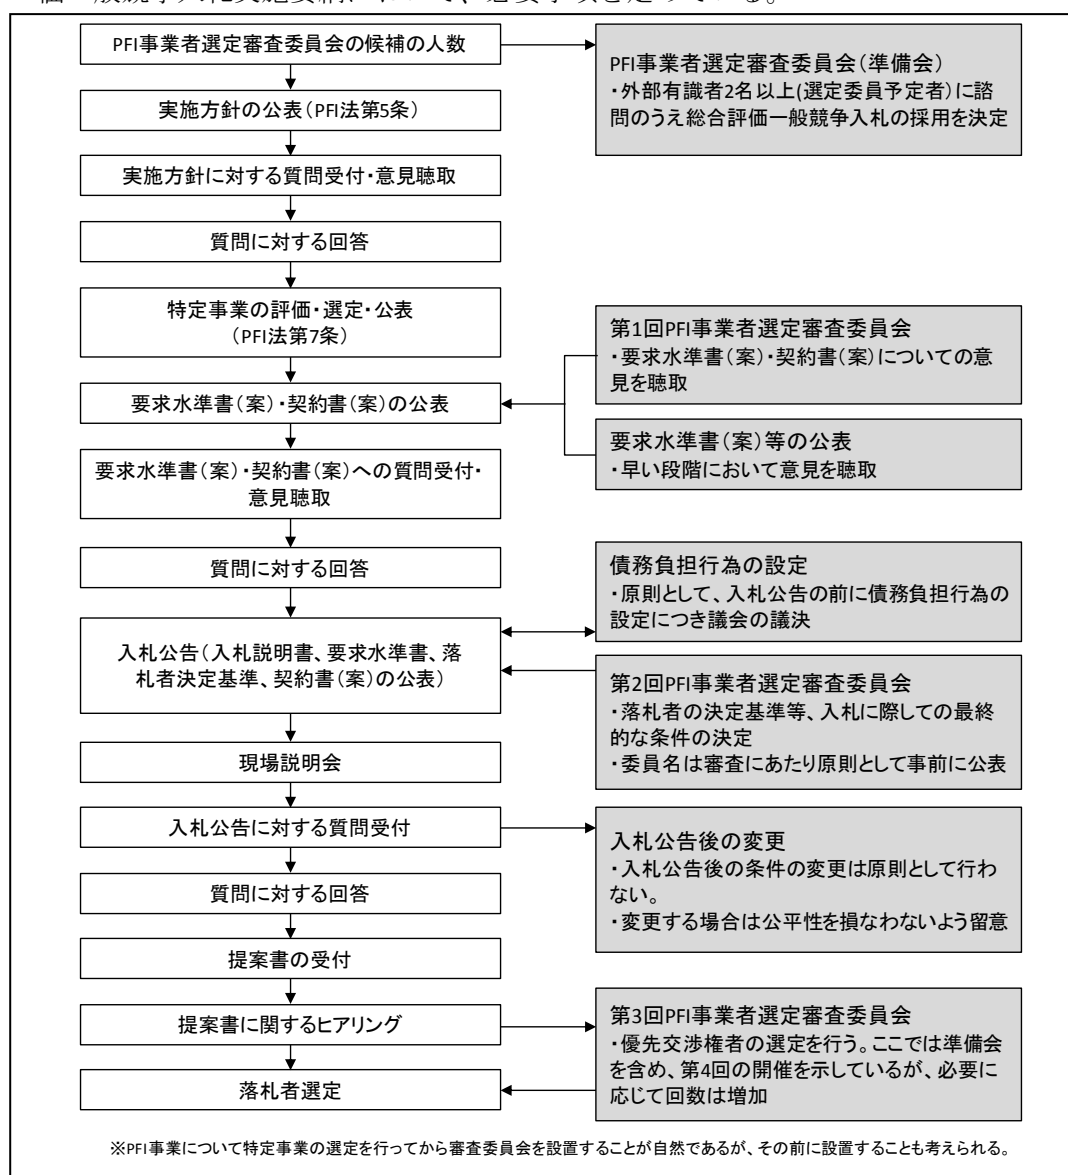 PFI事業者選定審査委員会の候補の人数
PFI事業者選定審査委員会(準備会)
・外部有識者2名以上(選定委員予定者)に諮
問のうえ総合評価一般競争入札の採用を決定
実施方針の公表(PFI法第5条)
実施方針に対する質問受付・意見聴取
質問に対する回答
特定事業の評価・選定・公表
(PFI法第7条)
第1回PFI事業者選定審査委員会
・要求水準書(案)・契約書(案)についての意
見を聴取
要求水準書(案)・契約書(案)の公表
要求水準書(案)等の公表
・早い段階において意見を聴取
要求水準書(案)・契約書(案)への質問受付・
意見聴取
質問に対する回答
債務負担行為の設定
・原則として、入札公告の前に債務負担行為の
設定につき議会の議決
入札公告(入札説明書、要求水準書、落
札者決定基準、契約書(案)の公表)
第2回PFI事業者選定審査委員会
・落札者の決定基準等、入札に際しての最終
的な条件の決定
・委員名は審査にあたり原則として事前に公表
現場説明会
入札公告に対する質問受付
入札公告後の変更
・入札公告後の条件の変更は原則として行わ
ない。
・変更する場合は公平性を損なわないよう留意
質問に対する回答
提案書の受付
提案書に関するヒアリング
第3回PFI事業者選定審査委員会
・優先交渉権者の選定を行う。ここでは準備会
を含め、第4回の開催を示しているが、必要に
応じて回数は増加
落札者選定
※PFI事業について特定事業の選定を行ってから審査委員会を設置することが自然であるが、その前に設置することも考えられる。